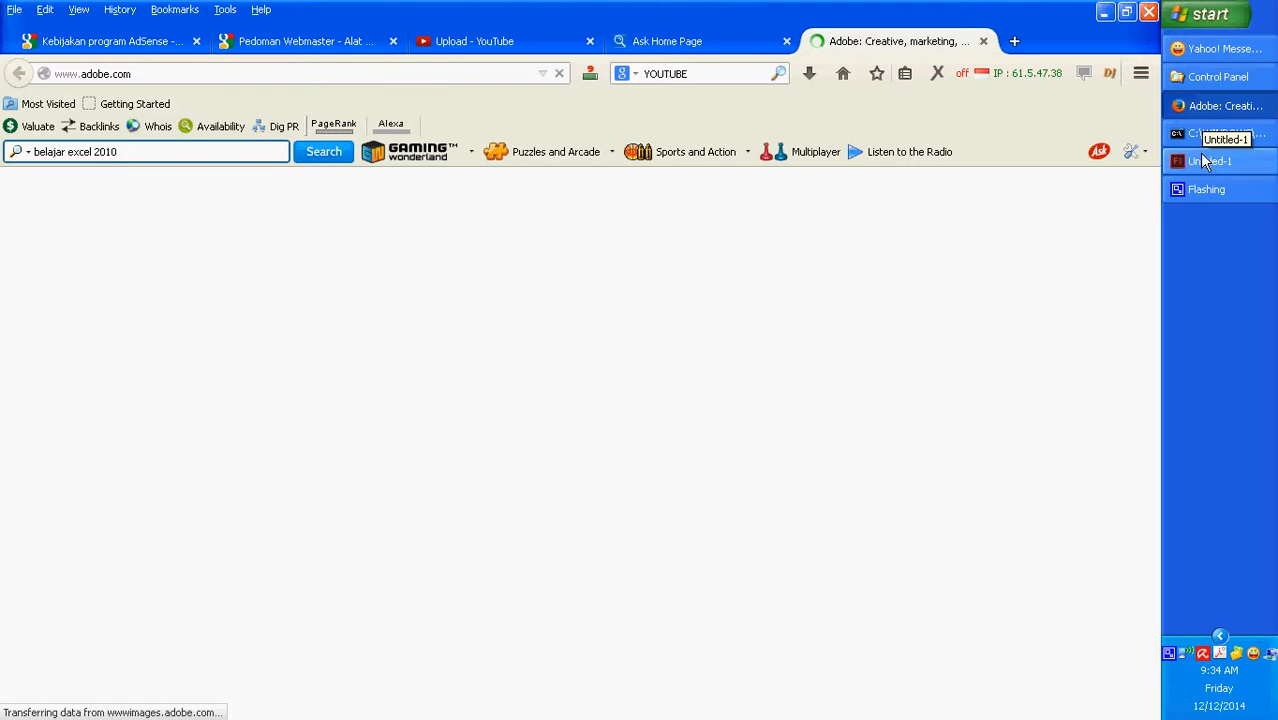 File Edit View History Bookmarks Tools Help
Kebijakan program AdSense -... Pedoman Webmaster - Alat ... Upload - YouTube Ask Home Page Adobe: Creative, marketing, ...
www.adobe.com YOUTUBE off IP : 61.5.47.38 DJ
Most Visited Getting Started
Valuate Backlinks Whois Availability Dig PR PageRank Alexa
belajar excel 2010 Search GAMING wonderland™ Puzzles and Arcade Sports and Action Multiplayer Listen to the Radio Ask
Transferring data from wwwimages.adobe.com...
start
Yahoo! Messe...
Control Panel
Adobe: Creati...
Untitled-1
Untitled-1
Flashing
9:34 AM
Friday
12/12/2014